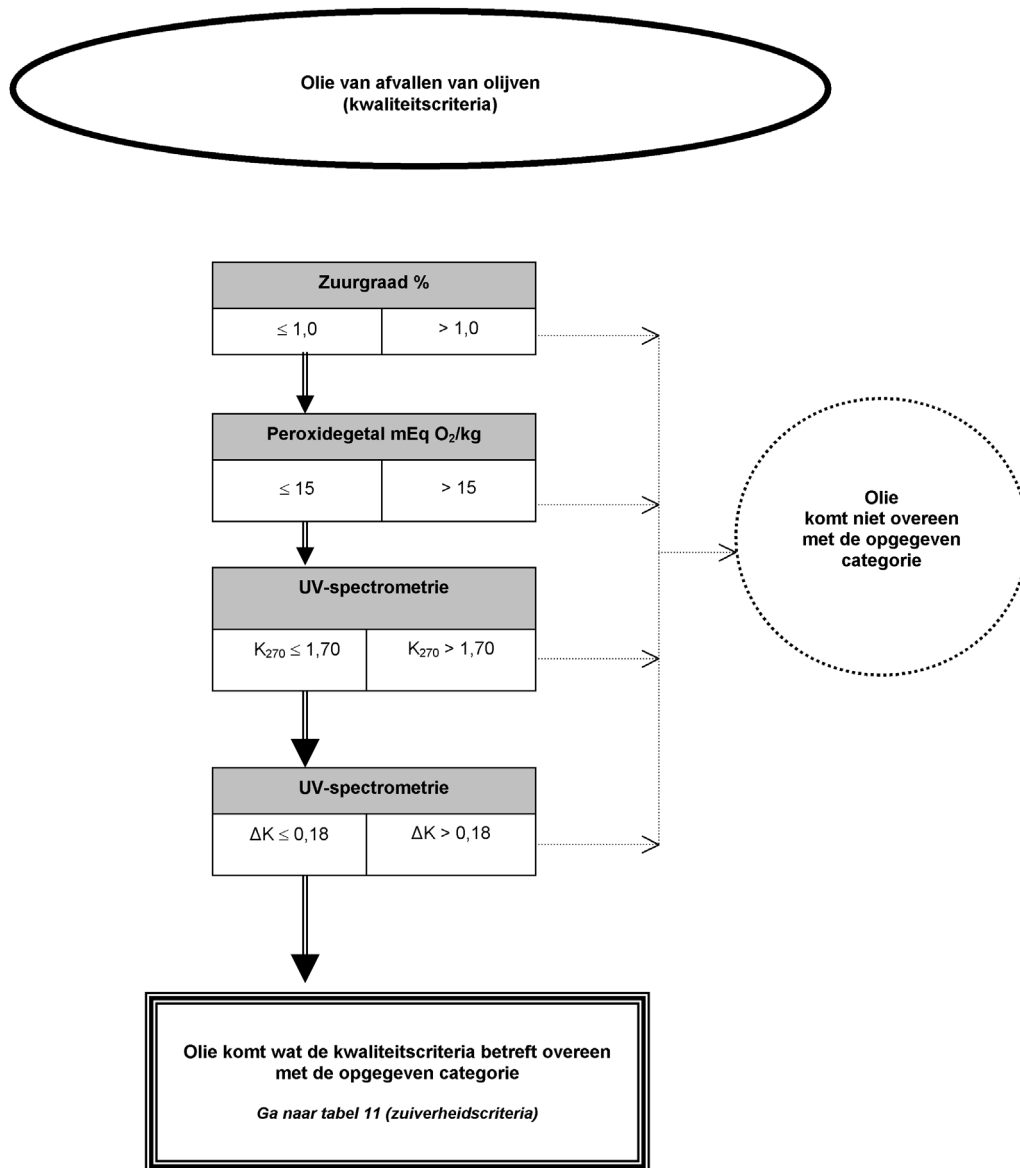 Olie van afvallen van olijven
(kwaliteitscriteria)
Zuurgraad %
≤ 1,0
> 1,0
Peroxidegetal mEq O₂/kg
≤ 15
> 15
UV-spectrometrie
K₂₇₀ ≤ 1,70
K₂₇₀ > 1,70
UV-spectrometrie
ΔK ≤ 0,18
ΔK > 0,18
Olie
komt niet overeen
met de opgegeven
categorie
Olie komt wat de kwaliteitscriteria betreft overeen
met de opgegeven categorie
Ga naar tabel 11 (zuiverheidscriteria)